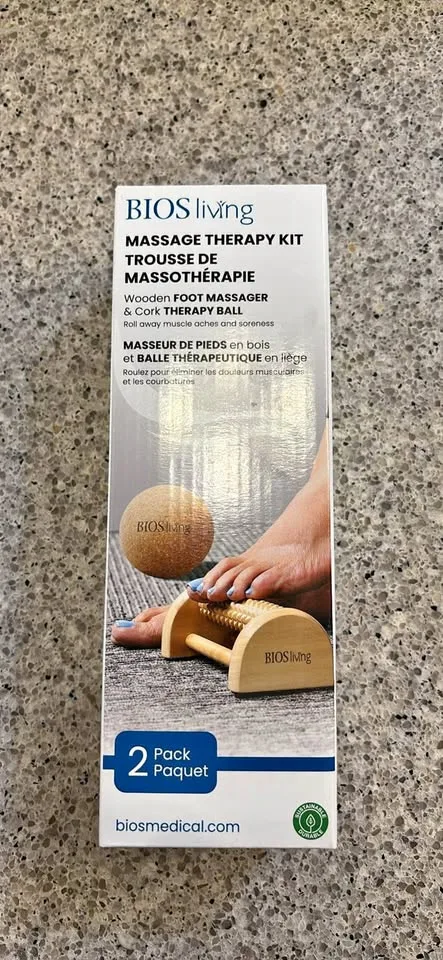 BIOS living
MASSAGE THERAPY KIT
TROUSSE DE
MASSOTHÉRAPIE
Wooden FOOT MASSAGER
& Cork THERAPY BALL
Roll away muscle aches and soreness
MASSEUR DE PIEDS en bois
et BALLE THÉRAPEUTIQUE en liège
Roulez pour éliminer les douleurs musculaires
et les courbatures
BIOS living
BIOS living
2 Pack
Paquet
biosmedical.com
SUSTAINABLE
DURABLE